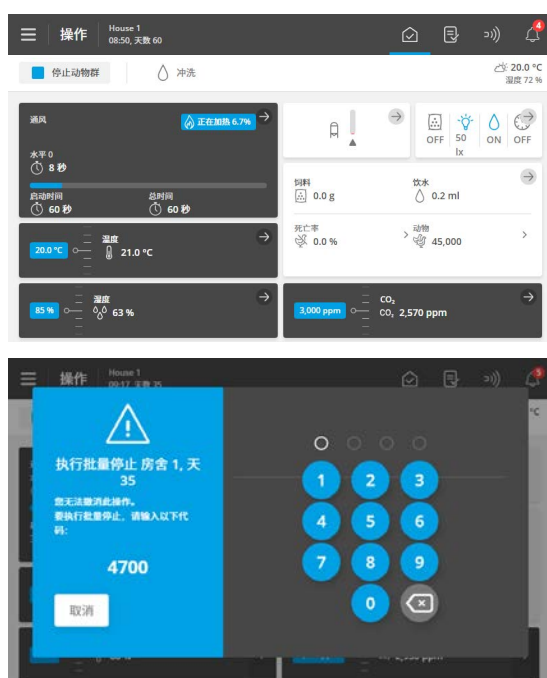 操作
House 1
08:50, 天数 60
4
停止动物群
冲洗
20.0 °C
湿度 72 %
通风
正在加热 6.7%
水平 0
8 秒
启动时间
总时间
60 秒
60 秒
OFF
50 lx
ON
OFF
饲料
饮水
0.0 g
0.2 ml
死亡率
动物
0.0 %
45,000
温度
20.0 °C
21.0 °C
湿度
85 %
63 %
3,000 ppm
CO₂
CO₂ 2,570 ppm
操作
House 1
09:17, 天数 35
5
°C
执行批量停止 房舍 1, 天
35
您无法撤消此操作。
要执行批量停止，请输入以下代
码:
4700
取消
1 2 3
4 5 6
7 8 9
0